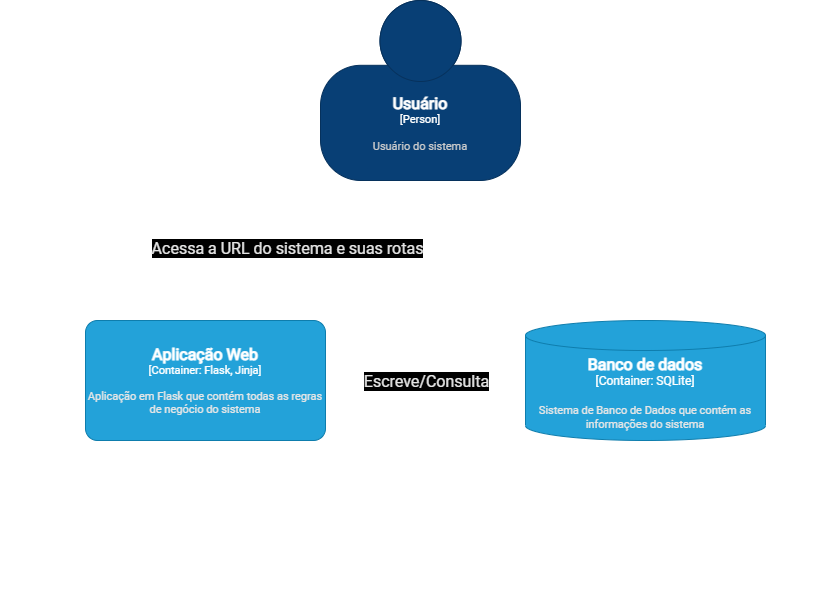 Usuário
[Person]
Usuário do sistema
Acessa a URL do sistema e suas rotas
Aplicação Web
[Container: Flask, Jinja]
Aplicação em Flask que contém todas as regras
de negócio do sistema
Escreve/Consulta
Banco de dados
[Container: SQLite]
Sistema de Banco de Dados que contém as
informações do sistema